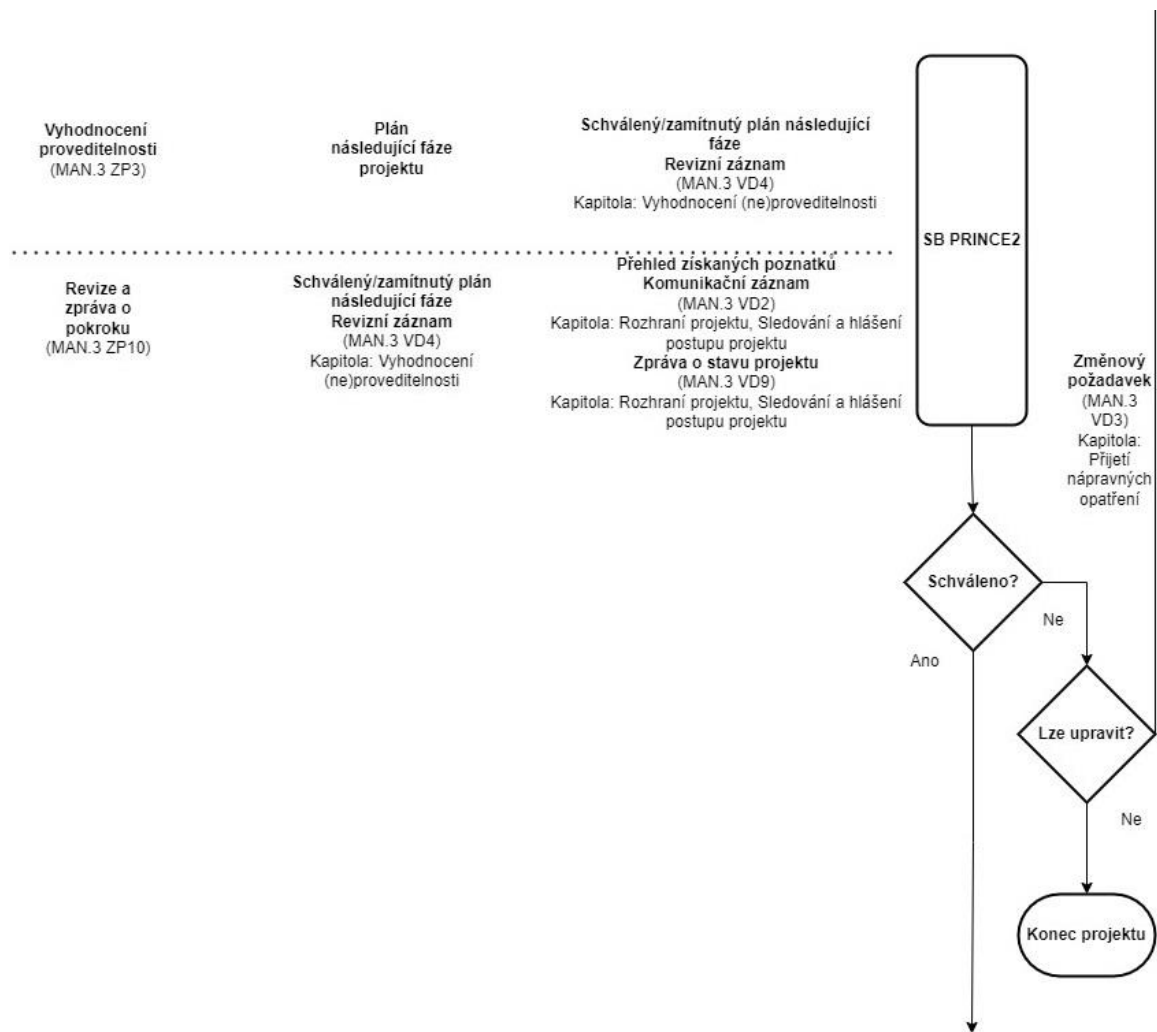 Vyhodnocení
proveditelnosti
(MAN.3 ZP3)
Plán
následující fáze
projektu
Schválený/zamítnutý plán následující
fáze
Revizní záznam
(MAN.3 VD4)
Kapitola: Vyhodnocení (ne)proveditelnosti
SB PRINCE2
Revize a
zpráva o
pokroku
(MAN.3 ZP10)
Schválený/zamítnutý plán
následující fáze
Revizní záznam
(MAN.3 VD4)
Kapitola: Vyhodnocení
(ne)proveditelnosti
Přehled získaných poznatků
Komunikační záznam
(MAN.3 VD2)
Kapitola: Rozhraní projektu, Sledování a hlášení
postupu projektu
Zpráva o stavu projektu
(MAN.3 VD9)
Kapitola: Rozhraní projektu, Sledování a hlášení
postupu projektu
Změnový
požadavek
(MAN.3
VD3)
Kapitola:
Přijetí
nápravných
opatření
Schváleno?
Ne
Ano
Lze upravit?
Ne
Konec projektu